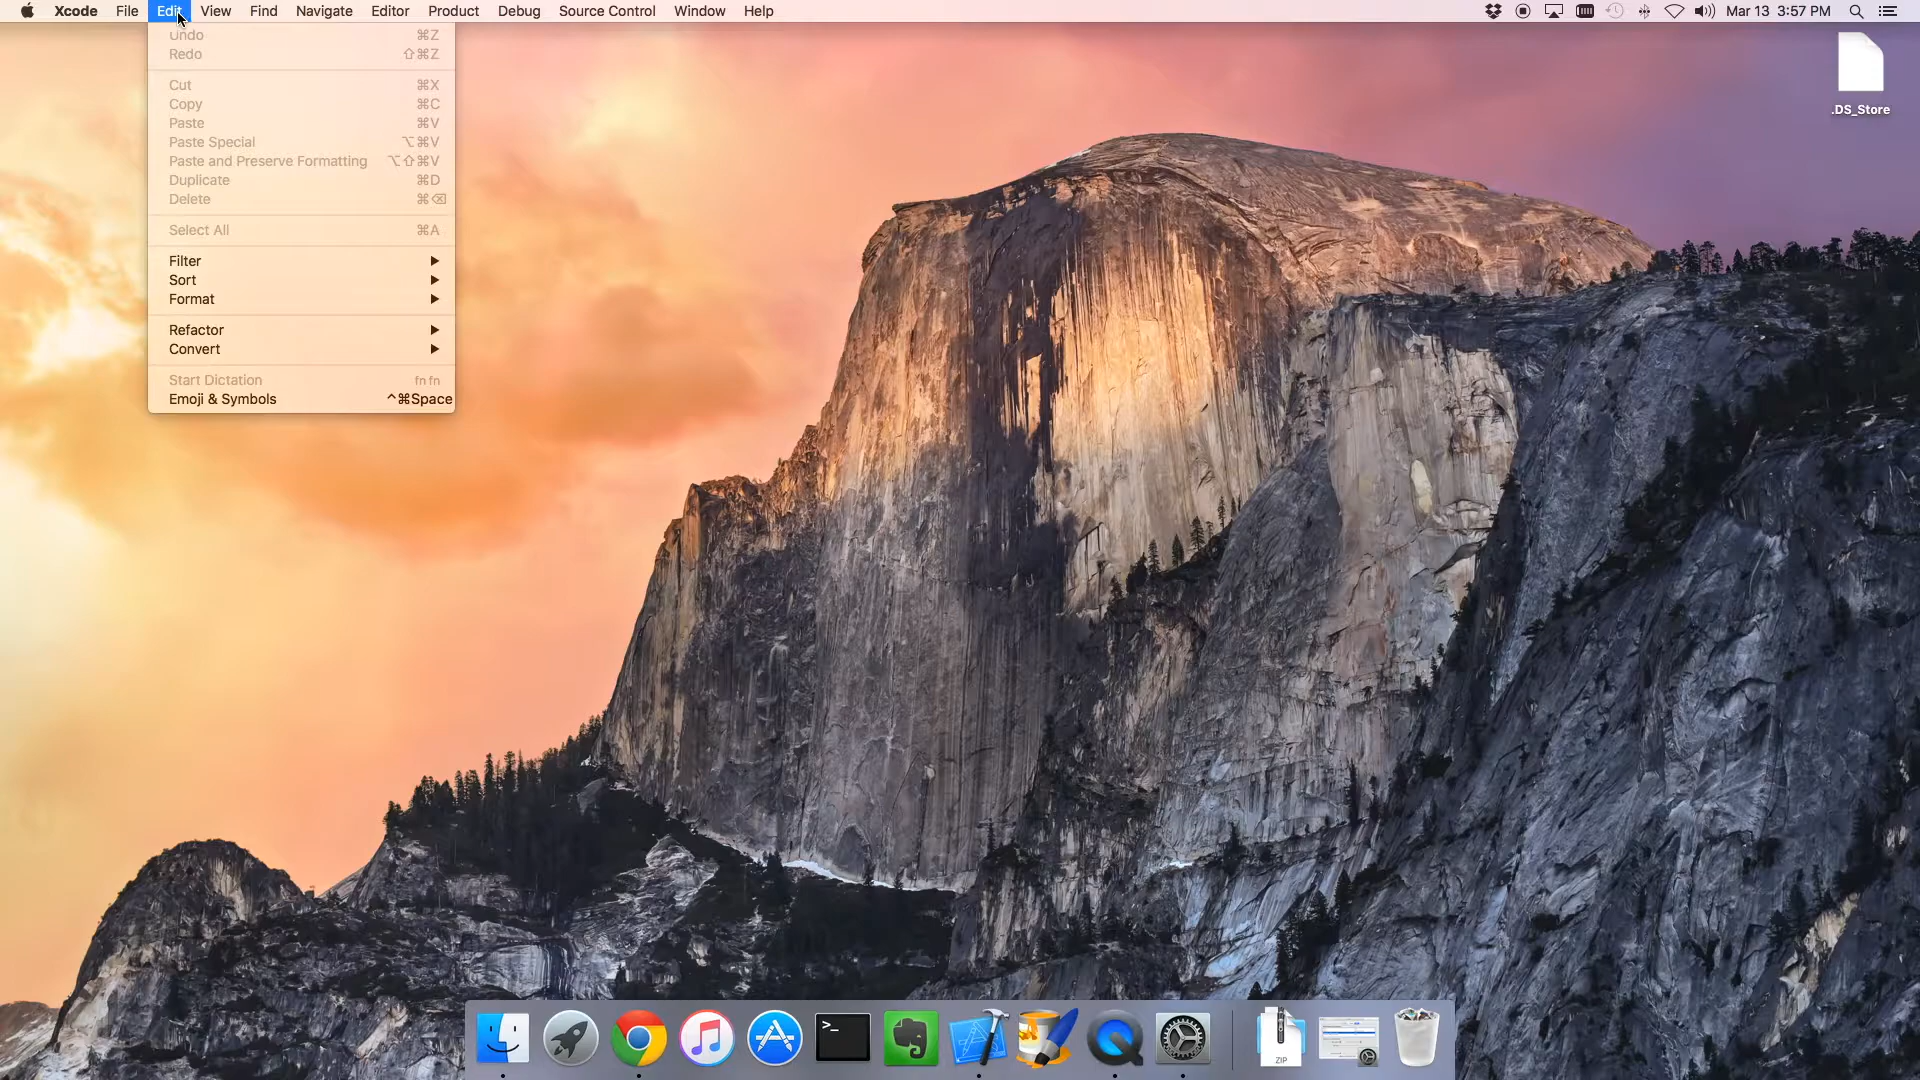 Xcode File Edit View Find Navigate Editor Product Debug Source Control Window Help Mar 13 3:57 PM
Undo ⌘Z
Redo ⇧⌘Z
Cut ⌘X
Copy ⌘C
Paste ⌘V
Paste Special ⌥⌘V
Paste and Preserve Formatting ⌥⇧⌘V
Duplicate ⌘D
Delete ⌘⌫
Select All ⌘A
Filter
Sort
Format
Refactor
Convert
Start Dictation fn fn
Emoji & Symbols ^⌘Space
.DS_Store
>_
ZIP